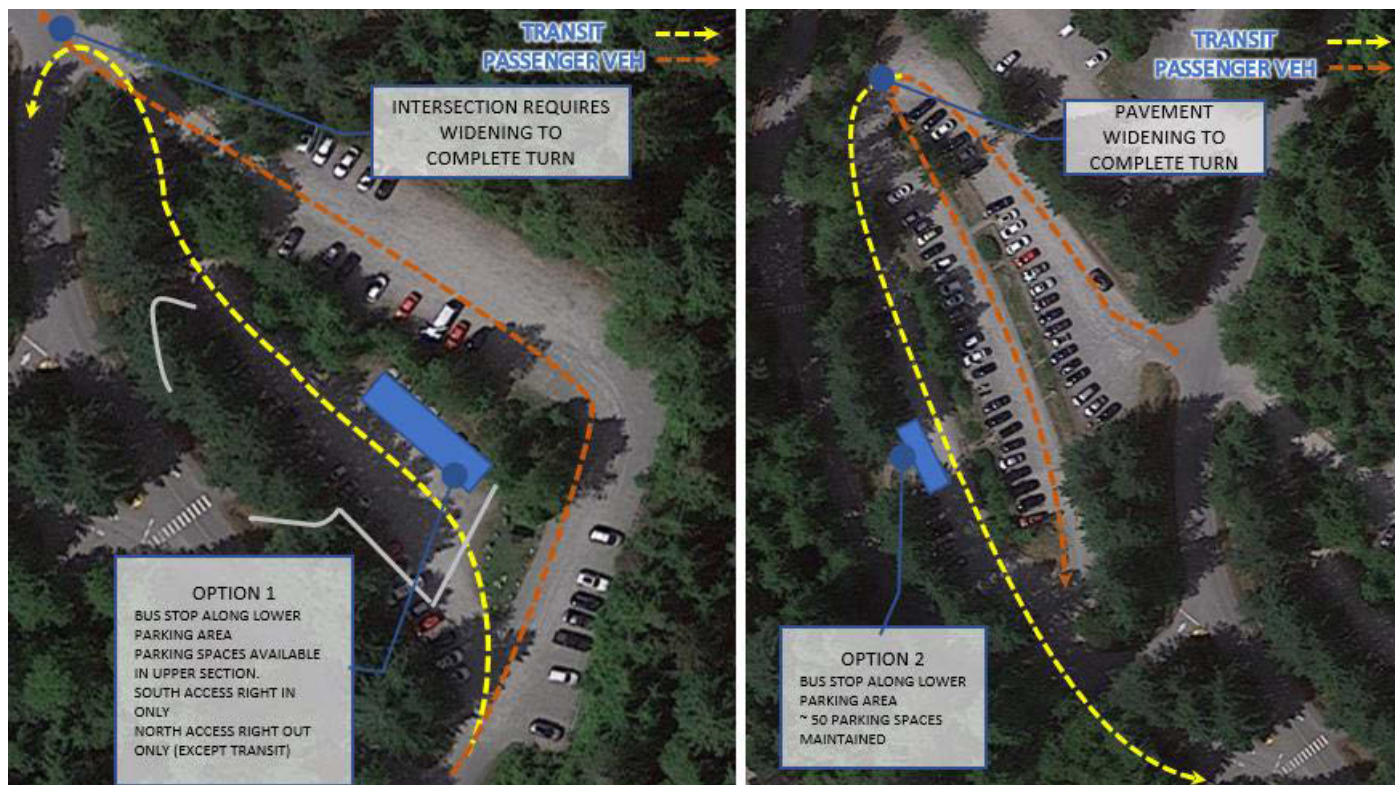 TRANSIT
PASSENGER VEH
INTERSECTION REQUIRES
WIDENING TO
COMPLETE TURN
OPTION 1
BUS STOP ALONG LOWER
PARKING AREA
PARKING SPACES AVAILABLE
IN UPPER SECTION.
SOUTH ACCESS RIGHT IN
ONLY
NORTH ACCESS RIGHT OUT
ONLY (EXCEPT TRANSIT)
TRANSIT
PASSENGER VEH
PAVEMENT
WIDENING TO
COMPLETE TURN
OPTION 2
BUS STOP ALONG LOWER
PARKING AREA
~ 50 PARKING SPACES
MAINTAINED